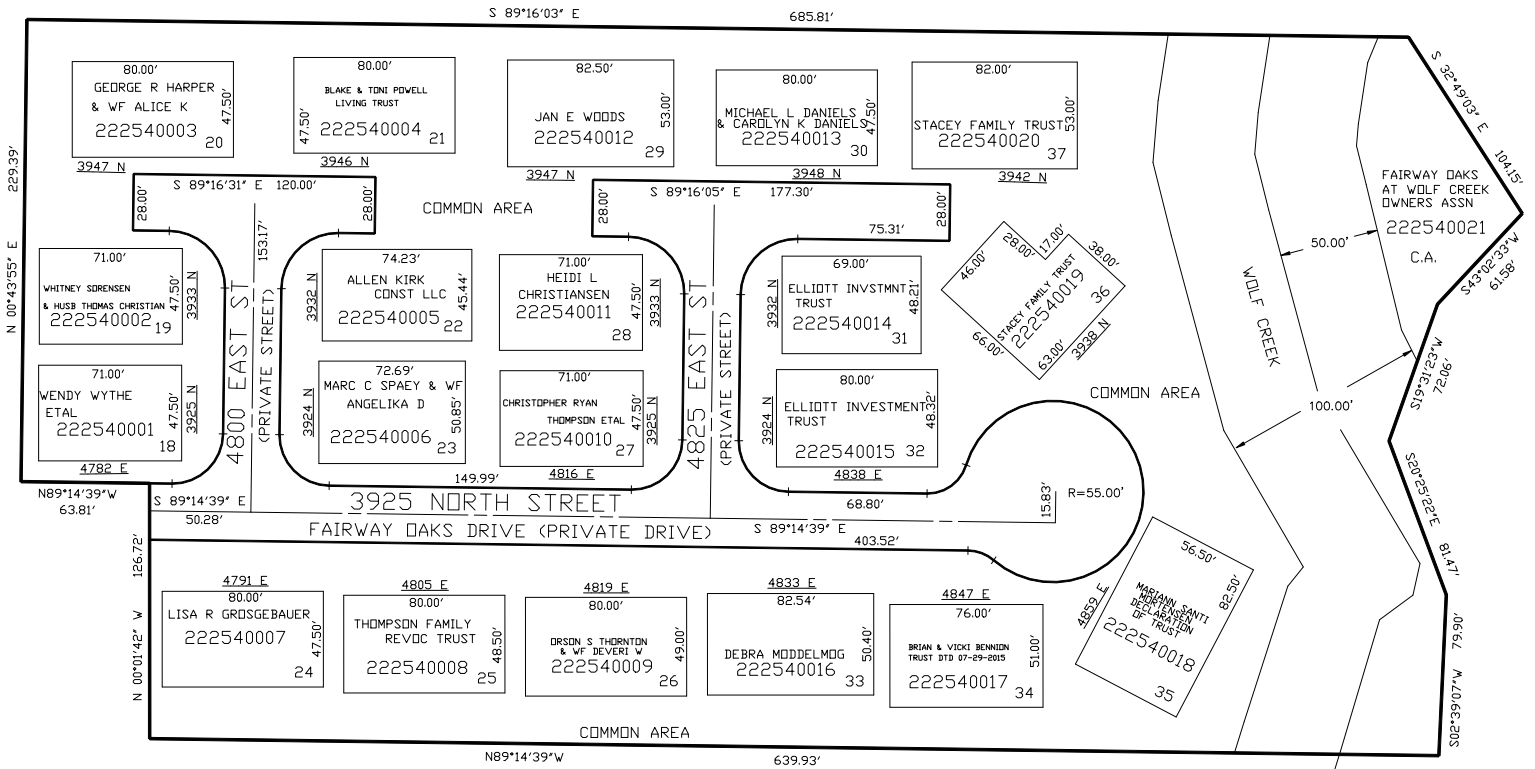 S 89°16'03" E 685.81'
80.00'
GEORGE R HARPER
& WF ALICE K
222540003
20
47.50'
3947 N
80.00'
BLAKE & TONI POWELL
LIVING TRUST
222540004
21
47.50'
3946 N
82.50'
JAN E WOODS
222540012
29
53.00'
3947 N
80.00'
MICHAEL L DANIELS
& CAROLYN K DANIELS
222540013
30
47.50'
3948 N
82.00'
STACEY FAMILY TRUST
222540020
37
53.00'
3942 N
S 32°49'03" E 104.15'
FAIRWAY OAKS
AT WOLF CREEK
OWNERS ASSN
222540021
C.A.
229.39'
N 00°43'55" E
S 89°16'31" E 120.00'
28.00'
28.00'
153.17'
COMMON AREA
S 89°16'05" E 177.30'
28.00'
28.00'
75.31'
71.00'
WHITNEY SORENSEN
& HUSB THOMAS CHRISTIAN
222540002
19
47.50'
3933 N
4800 EAST ST
(PRIVATE STREET)
3932 N
74.23'
ALLEN KIRK
CONST LLC
222540005
22
45.44'
71.00'
HEIDI L
CHRISTIANSEN
222540011
28
47.50'
3933 N
4825 EAST ST
(PRIVATE STREET)
3932 N
69.00'
ELLIOTT INVSTMNT
TRUST
222540014
31
48.21'
46.00'
28.00'
17.00'
38.00'
STACEY FAMILY TRUST
222540019
36
66.00'
63.00'
3938 N
WOLF CREEK
50.00'
100.00'
S43°02'33"W
61.58'
S19°31'23"W
72.06'
71.00'
WENDY WYTHE
ETAL
222540001
18
47.50'
3925 N
4782 E
3924 N
72.69'
MARC C SPAEY & WF
ANGELIKA D
222540006
23
50.85'
71.00'
CHRISTOPHER RYAN
THOMPSON ETAL
222540010
27
47.50'
3925 N
4816 E
3924 N
80.00'
ELLIOTT INVESTMENT
TRUST
222540015
32
48.32'
4838 E
COMMON AREA
N89°14'39"W
63.81'
S 89°14'39" E
50.28'
149.99'
3925 NORTH STREET
FAIRWAY OAKS DRIVE (PRIVATE DRIVE)
S 89°14'39" E
403.52'
68.80'
15.83'
R=55.00'
S20°25'22"E 81.47'
126.72'
N 00°01'42" W
4791 E
80.00'
LISA R GROSGEBAUER
222540007
24
47.50'
4805 E
80.00'
THOMPSON FAMILY
REVOC TRUST
222540008
25
48.50'
4819 E
80.00'
ORSON S THORNTON
& WF DEVERI W
222540009
26
49.00'
4833 E
82.54'
DEBRA MODDELMOG
222540016
33
50.40'
4847 E
76.00'
BRIAN & VICKI BENNION
TRUST DTD 07-29-2015
222540017
34
51.00'
4859 E
56.50'
MARIANN SANTI
MORTENSEN
DECLARATION
OF TRUST
222540018
35
82.50'
S02°39'07"W 79.90'
COMMON AREA
N89°14'39"W 639.93'